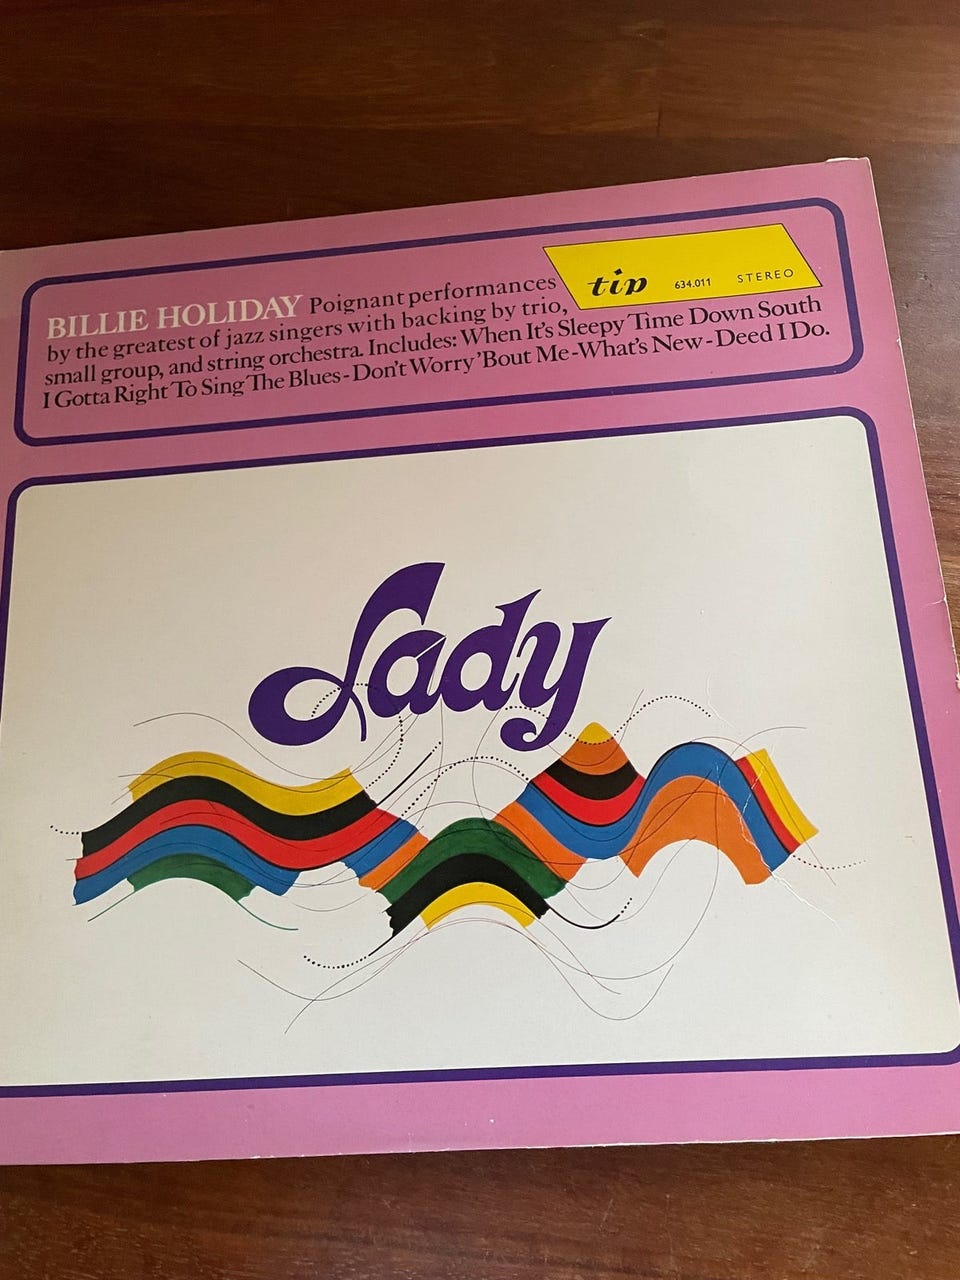 BILLIE HOLIDAY Poignant performances
by the greatest of jazz singers with backing by trio,
small group, and string orchestra. Includes: When It's Sleepy Time Down South
I Gotta Right To Sing The Blues - Don't Worry 'Bout Me - What's New - Deed I Do.
tip 634.011 STEREO
Lady